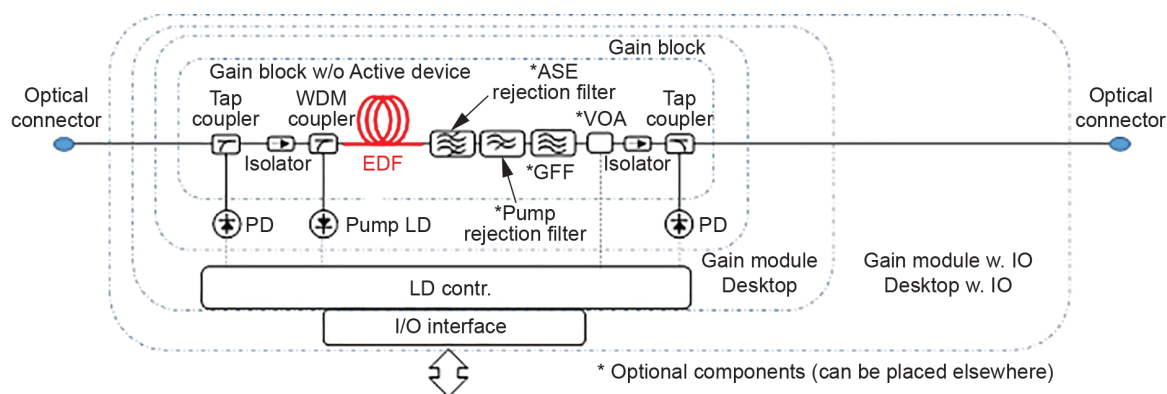 Gain block
Gain block w/o Active device
*ASE
rejection filter
Optical
connector
Tap
coupler
WDM
coupler
*VOA
Tap
coupler
Optical
connector
Isolator
EDF
*GFF
Isolator
*Pump
rejection filter
PD
Pump LD
PD
Gain module
Desktop
Gain module w. IO
Desktop w. IO
LD contr.
I/O interface
* Optional components (can be placed elsewhere)